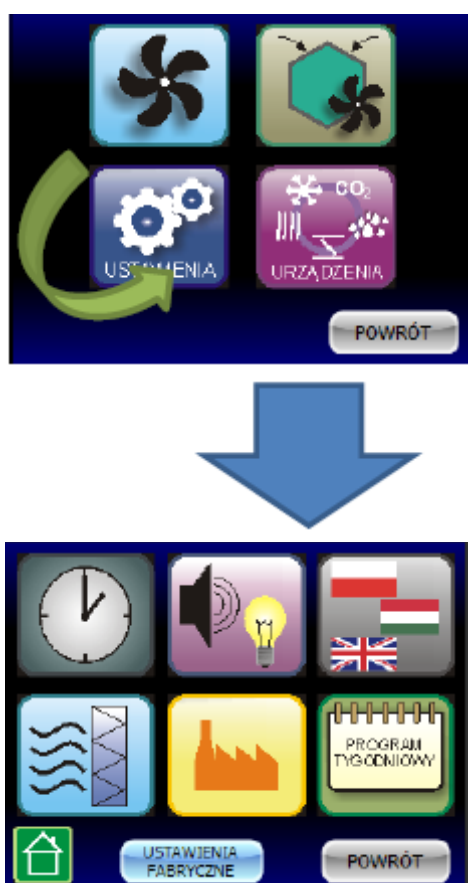 CO₂
USTAWIENIA
URZĄDZENIA
POWRÓT
PROGRAM
TYGODNIOWY
USTAWIENIA
FABRYCZNE
POWRÓT